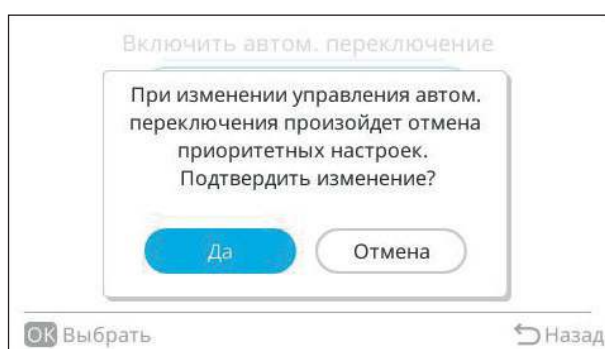 Включить автом. переключение
При изменении управления автом.
переключения произойдет отмена
приоритетных настроек.
Подтвердить изменение?
Да
Отмена
OK Выбрать
Назад